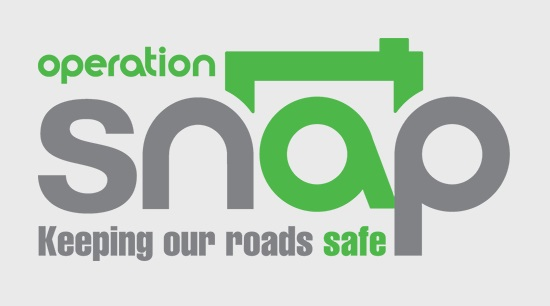 operation
snap
Keeping our roads safe